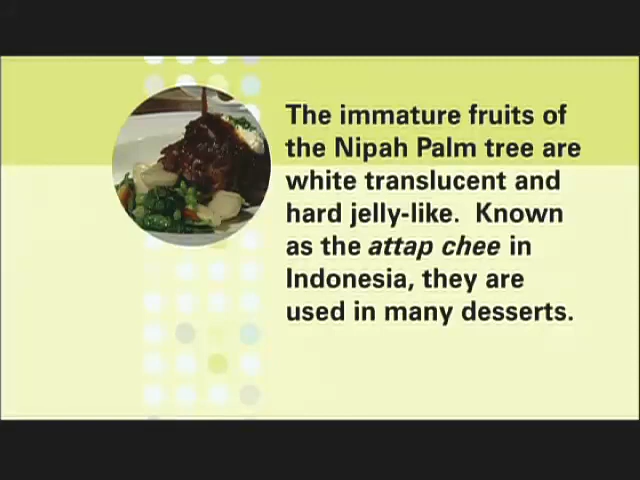 The immature fruits of
the Nipah Palm tree are
white translucent and
hard jelly-like.  Known
as the attap chee in
Indonesia, they are
used in many desserts.